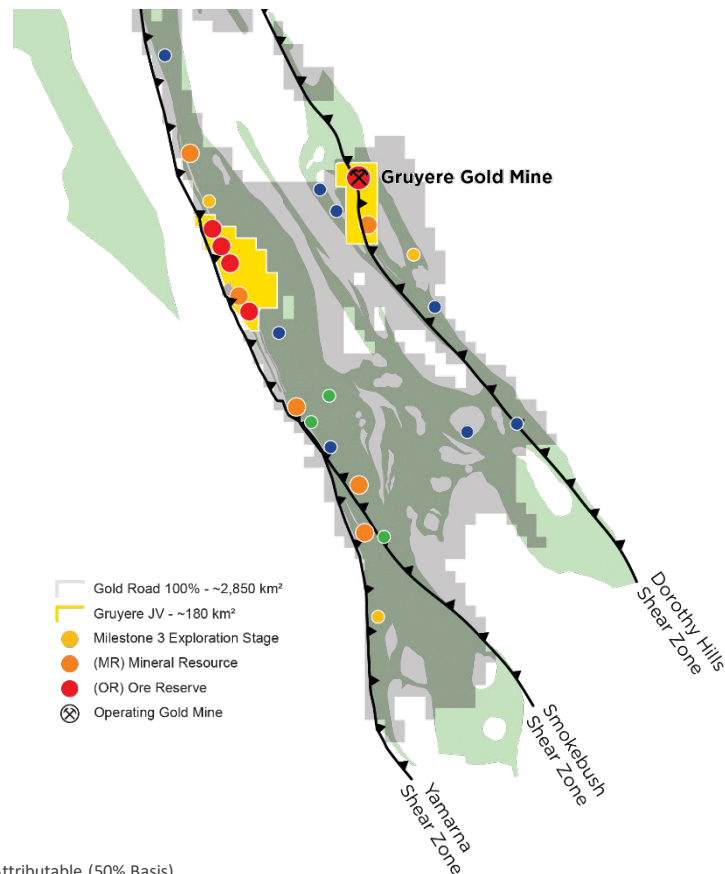 Gruyere Gold Mine
Gold Road 100% - ~2,850 km²
Gruyere JV - ~180 km²
Milestone 3 Exploration Stage
(MR) Mineral Resource
(OR) Ore Reserve
Operating Gold Mine
Dorothy Hills
Shear Zone
Smokebush
Shear Zone
Yamarna
Shear Zone
Attributable (50% Basis)